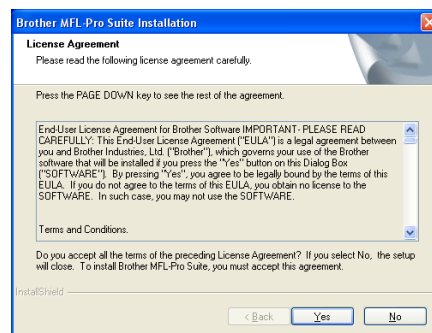 Brother MFL-Pro Suite Installation
License Agreement
Please read the following license agreement carefully.
Press the PAGE DOWN key to see the rest of the agreement.
End-User License Agreement for Brother Software IMPORTANT- PLEASE READ
CAREFULLY: This End-User License Agreement ("EULA") is a legal agreement between
you and Brother Industries, Ltd. ("Brother"), which governs your use of the Brother
software that will be installed if you press the "Yes" button on this Dialog Box
("SOFTWARE"). By pressing "Yes", you agree to be legally bound by the terms of this
EULA. If you do not agree to the terms of this EULA, you obtain no license to the
SOFTWARE. In such case, you may not use the SOFTWARE.
Terms and Conditions.
Do you accept all the terms of the preceding License Agreement? If you select No, the setup
will close. To install Brother MFL-Pro Suite, you must accept this agreement.
InstallShield
< Back
Yes
No